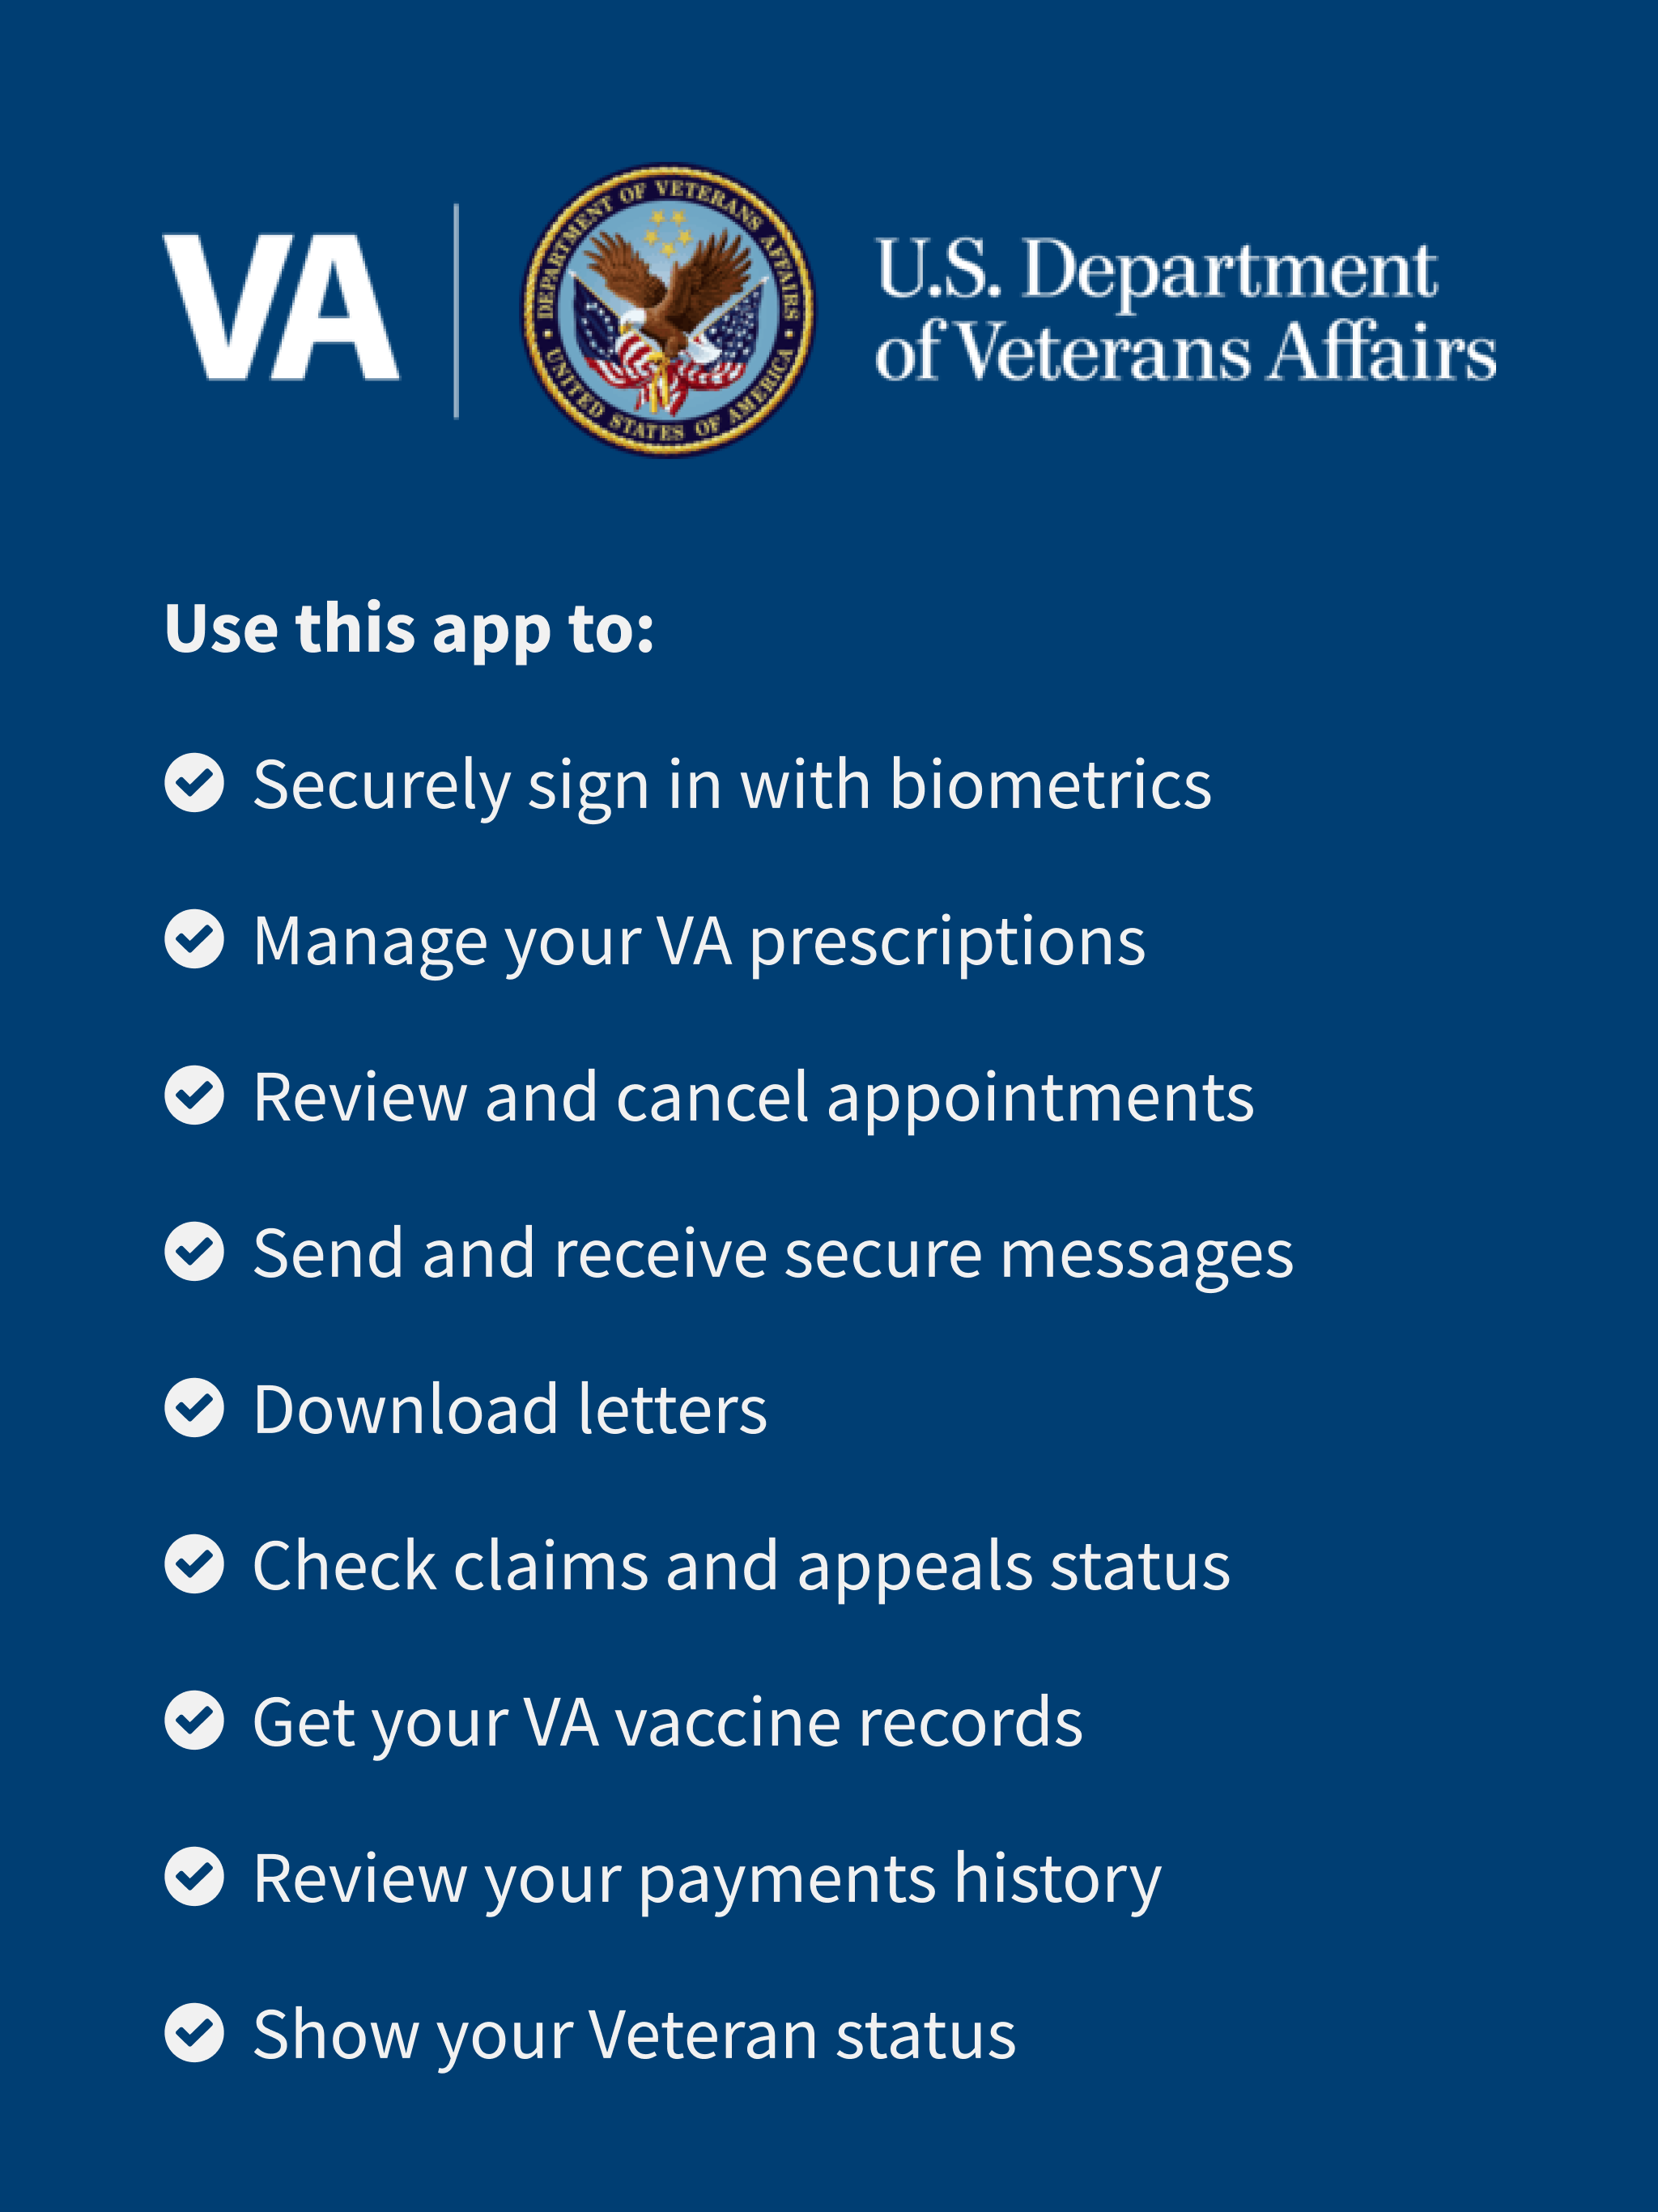 VA
DEPARTMENT OF VETERANS AFFAIRS
UNITED STATES OF AMERICA
U.S. Department
of Veterans Affairs
Use this app to:
Securely sign in with biometrics
Manage your VA prescriptions
Review and cancel appointments
Send and receive secure messages
Download letters
Check claims and appeals status
Get your VA vaccine records
Review your payments history
Show your Veteran status